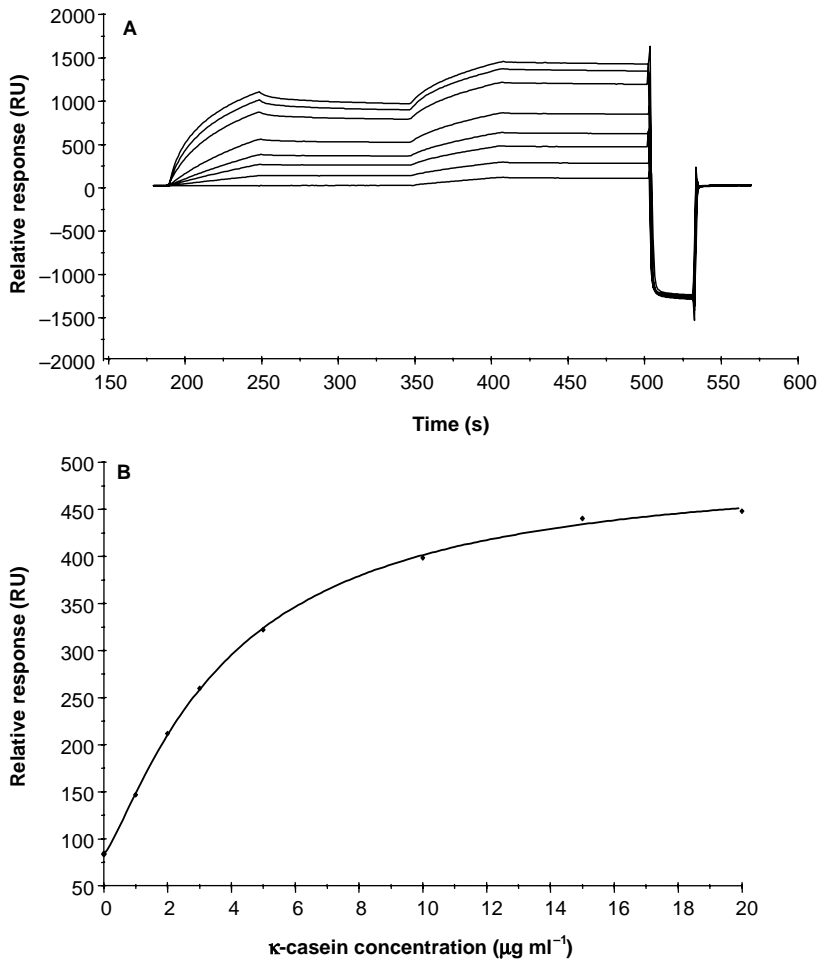 A
2000
1500
1000
500
0
–500
–1000
–1500
–2000
Relative response (RU)
150 200 250 300 350 400 450 500 550 600
Time (s)
B
500
450
400
350
300
250
200
150
100
50
Relative response (RU)
0 2 4 6 8 10 12 14 16 18 20
κ-casein concentration (μg ml⁻¹)